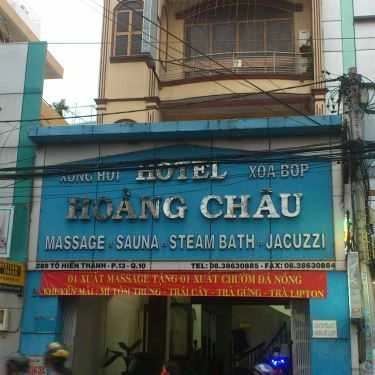 XÔNG HƠI HOTEL XOA BÓP
HOÀNG CHÂU
MASSAGE - SAUNA - STEAM BATH - JACUZZI
289 TÔ HIẾN THÀNH - P.13 - Q.10 TEL: 08.38630885 - FAX: 08.38630884
01 XUẤT MASSAGE TẶNG 01 XUẤT CHƯỜM ĐÁ NÓNG
KHUYẾN MÃI: MÌ TÔM TRỨNG - TRÁI CÂY - TRÀ GỪNG - TRÀ LIPTON